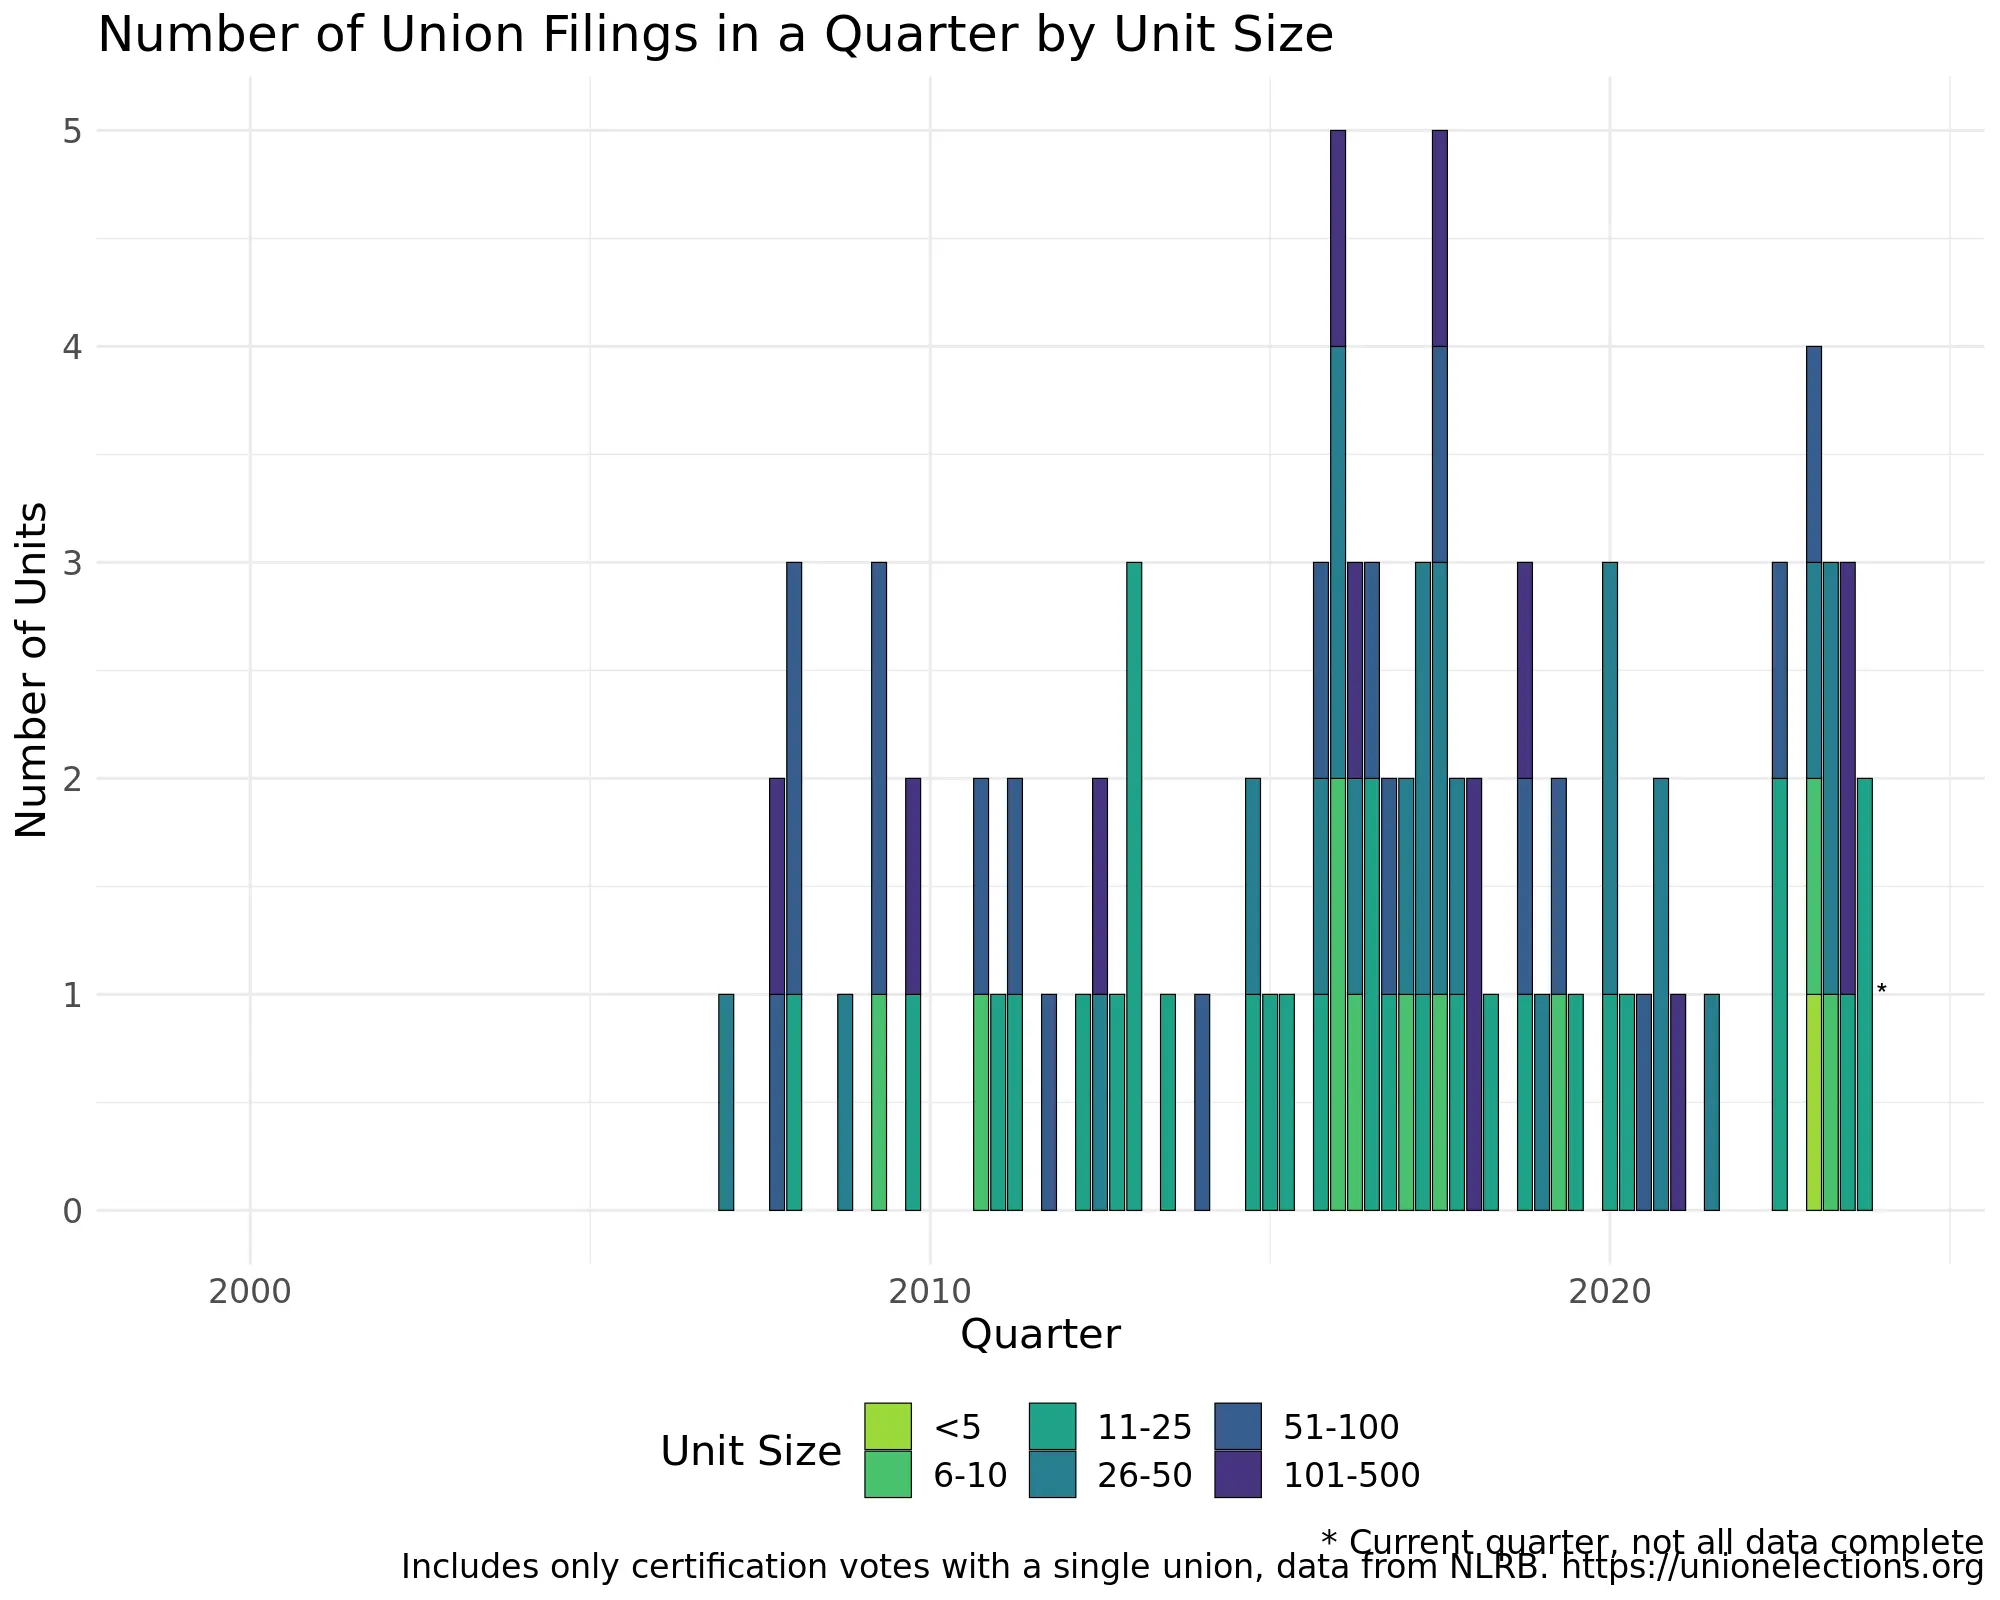 Number of Union Filings in a Quarter by Unit Size
Number of Units
5
4
3
2
1
0
*
2000 2010 2020
Quarter
Unit Size
<5 11-25 51-100
6-10 26-50 101-500
* Current quarter, not all data complete
Includes only certification votes with a single union, data from NLRB. https://unionelections.org